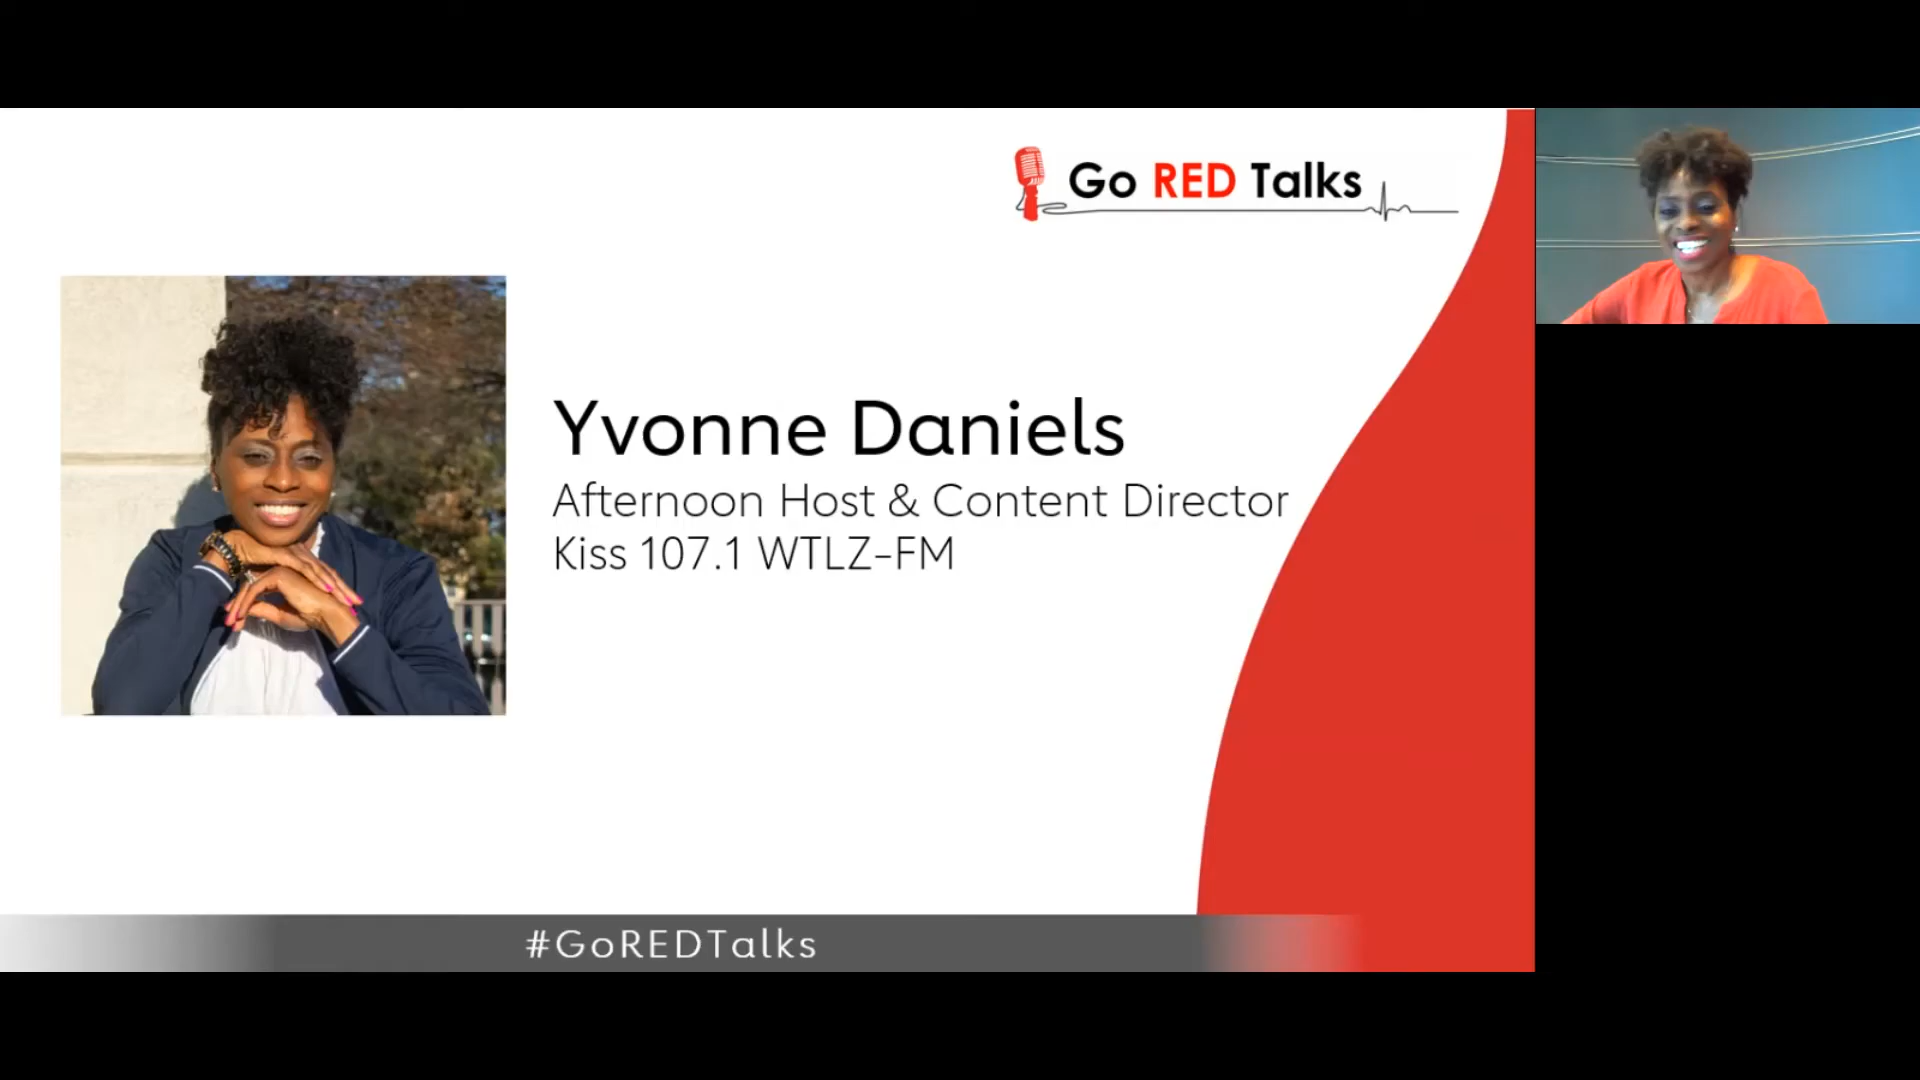 Go RED Talks
Yvonne Daniels
Afternoon Host & Content Director
Kiss 107.1 WTLZ-FM
#GoREDTalks